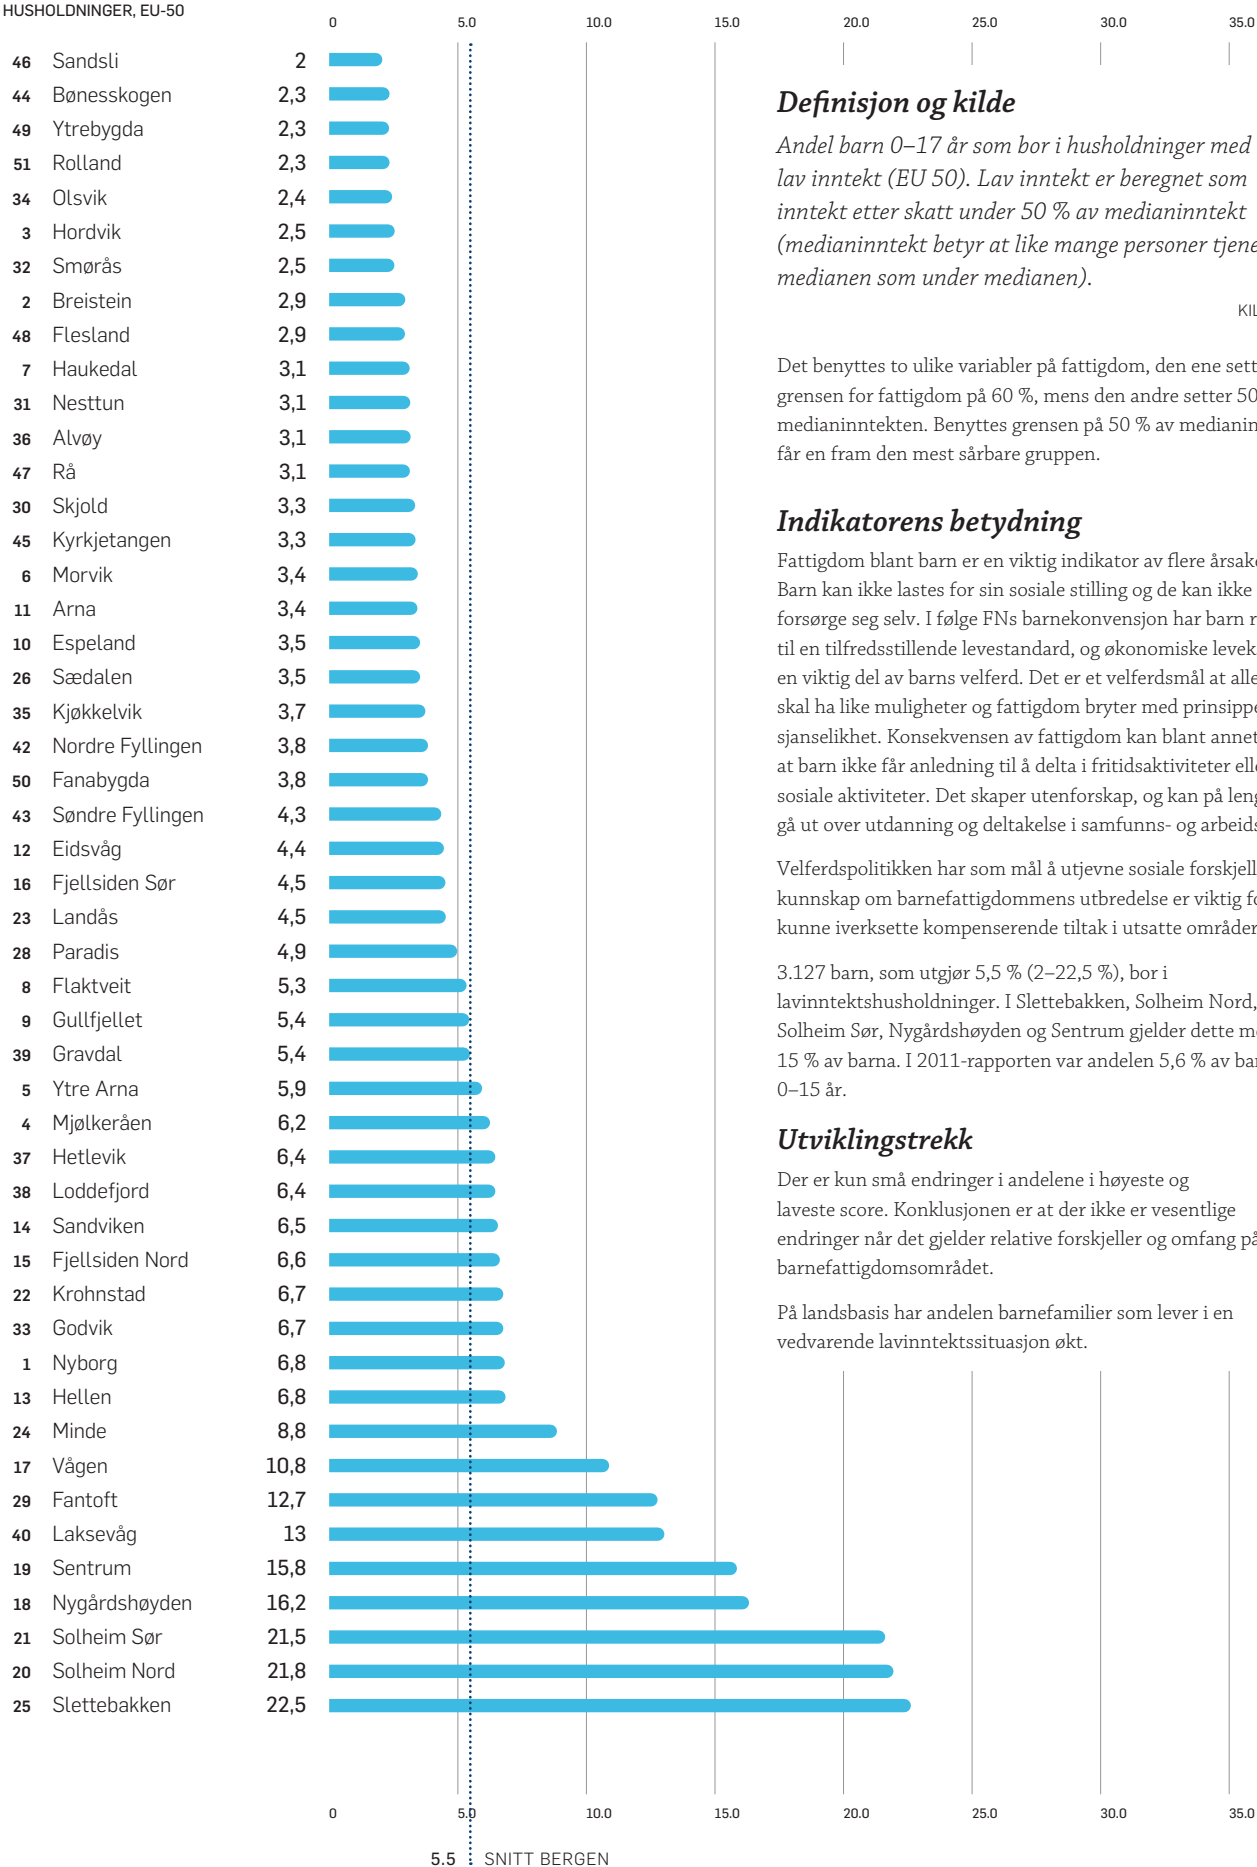 HUSHOLDNINGER, EU-50
0 5.0 10.0 15.0 20.0 25.0 30.0 35.0
46 Sandsli 2
44 Bønesskogen 2,3
49 Ytrebygda 2,3
51 Rolland 2,3
34 Olsvik 2,4
3 Hordvik 2,5
32 Smørås 2,5
2 Breistein 2,9
48 Flesland 2,9
7 Haukedal 3,1
31 Nesttun 3,1
36 Alvøy 3,1
47 Rå 3,1
30 Skjold 3,3
45 Kyrkjetangen 3,3
6 Morvik 3,4
11 Arna 3,4
10 Espeland 3,5
26 Sædalen 3,5
35 Kjøkkelvik 3,7
42 Nordre Fyllingen 3,8
50 Fanabygda 3,8
43 Søndre Fyllingen 4,3
12 Eidsvåg 4,4
16 Fjellsiden Sør 4,5
23 Landås 4,5
28 Paradis 4,9
8 Flaktveit 5,3
9 Gullfjellet 5,4
39 Gravdal 5,4
5 Ytre Arna 5,9
4 Mjølkeråen 6,2
37 Hetlevik 6,4
38 Loddefjord 6,4
14 Sandviken 6,5
15 Fjellsiden Nord 6,6
22 Krohnstad 6,7
33 Godvik 6,7
1 Nyborg 6,8
13 Hellen 6,8
24 Minde 8,8
17 Vågen 10,8
29 Fantoft 12,7
40 Laksevåg 13
19 Sentrum 15,8
18 Nygårdshøyden 16,2
21 Solheim Sør 21,5
20 Solheim Nord 21,8
25 Slettebakken 22,5
0 5.0 10.0 15.0 20.0 25.0 30.0 35.0
5.5 SNITT BERGEN
Definisjon og kilde
Andel barn 0–17 år som bor i husholdninger med
lav inntekt (EU 50). Lav inntekt er beregnet som
inntekt etter skatt under 50 % av medianinntekt
(medianinntekt betyr at like mange personer tjene
medianen som under medianen).
KIL
Det benyttes to ulike variabler på fattigdom, den ene sett
grensen for fattigdom på 60 %, mens den andre setter 50
medianinntekten. Benyttes grensen på 50 % av medianin
får en fram den mest sårbare gruppen.
Indikatorens betydning
Fattigdom blant barn er en viktig indikator av flere årsake
Barn kan ikke lastes for sin sosiale stilling og de kan ikke
forsørge seg selv. I følge FNs barnekonvensjon har barn r
til en tilfredsstillende levestandard, og økonomiske leveka
en viktig del av barns velferd. Det er et velferdsmål at alle
skal ha like muligheter og fattigdom bryter med prinsippe
sjanselikhet. Konsekvensen av fattigdom kan blant annet
at barn ikke får anledning til å delta i fritidsaktiviteter elle
sosiale aktiviteter. Det skaper utenforskap, og kan på leng
gå ut over utdanning og deltakelse i samfunns- og arbeids
Velferdspolitikken har som mål å utjevne sosiale forskjell
kunnskap om barnefattigdommens utbredelse er viktig fo
kunne iverksette kompenserende tiltak i utsatte områder
3.127 barn, som utgjør 5,5 % (2–22,5 %), bor i
lavinntektshusholdninger. I Slettebakken, Solheim Nord,
Solheim Sør, Nygårdshøyden og Sentrum gjelder dette me
15 % av barna. I 2011-rapporten var andelen 5,6 % av bar
0–15 år.
Utviklingstrekk
Der er kun små endringer i andelene i høyeste og
laveste score. Konklusjonen er at der ikke er vesentlige
endringer når det gjelder relative forskjeller og omfang på
barnefattigdomsområdet.
På landsbasis har andelen barnefamilier som lever i en
vedvarende lavinntektssituasjon økt.